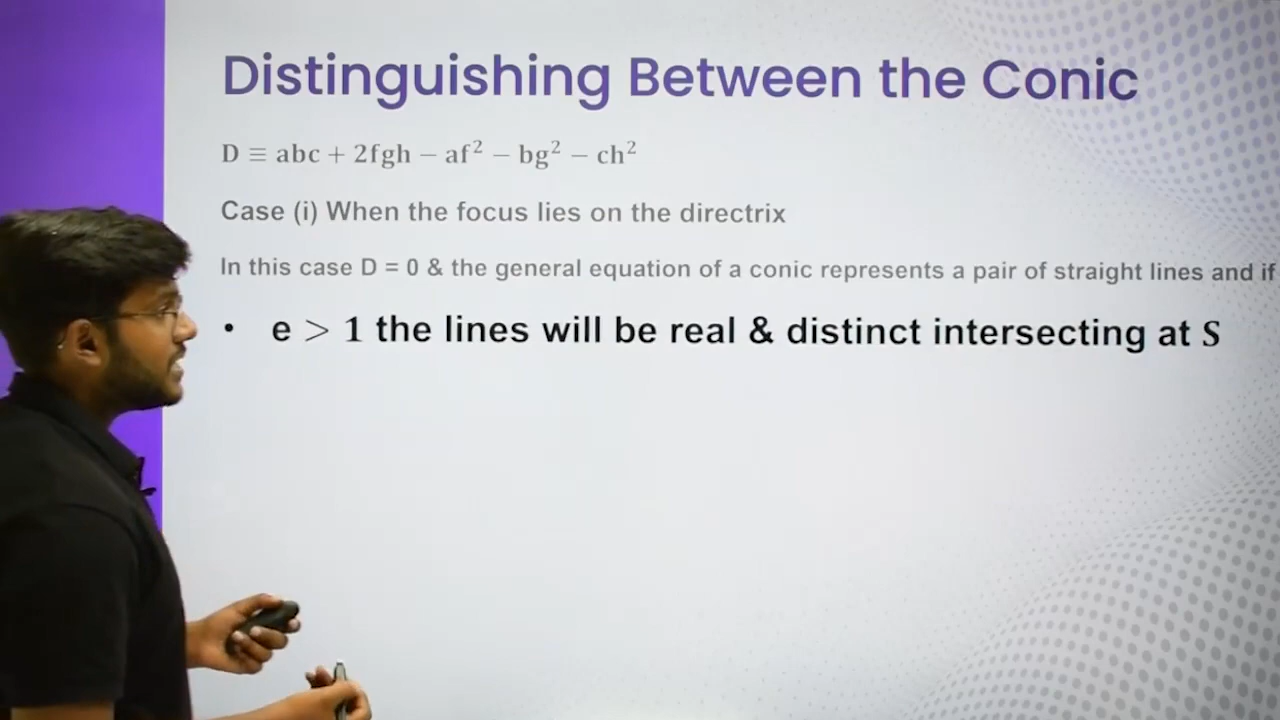 Distinguishing Between the Conic
D ≡ abc + 2fgh − af² − bg² − ch²
Case (i) When the focus lies on the directrix
In this case D = 0 & the general equation of a conic represents a pair of straight lines and if
• e > 1 the lines will be real & distinct intersecting at S